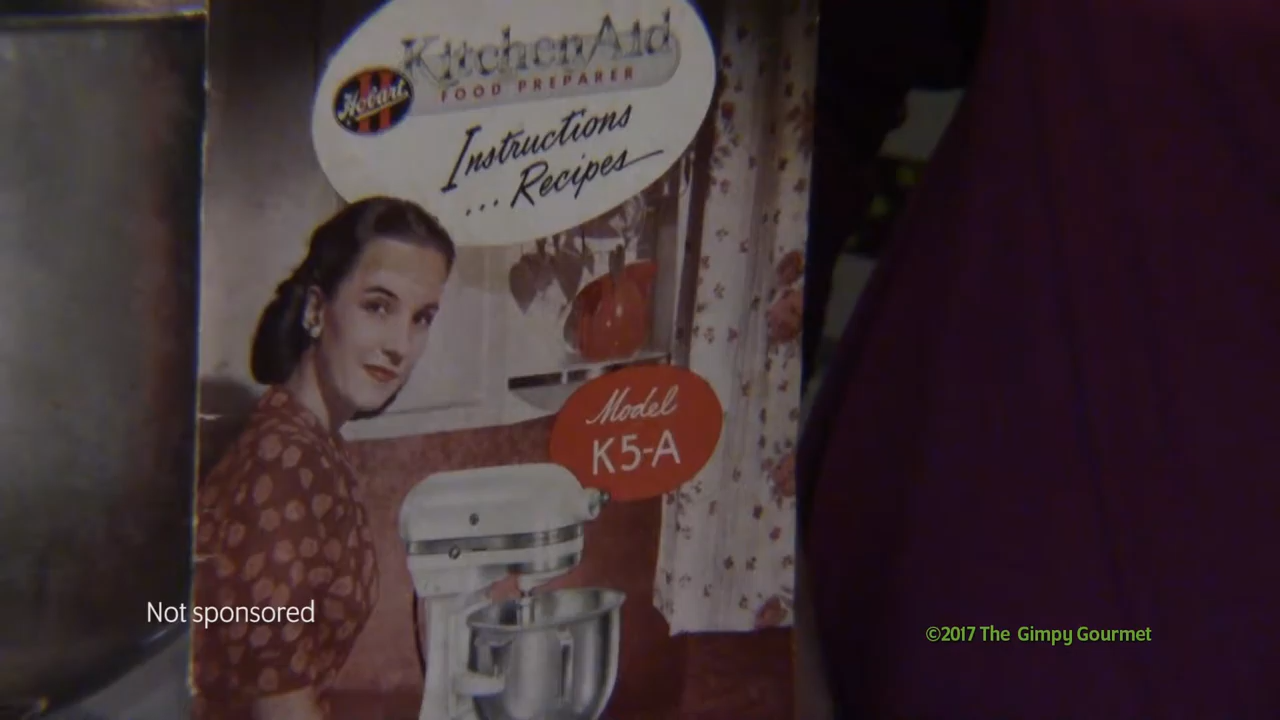 KitchenAid
Hobart
FOOD PREPARER
Instructions
... Recipes
Model
K5-A
Not sponsored
©2017 The Gimpy Gourmet